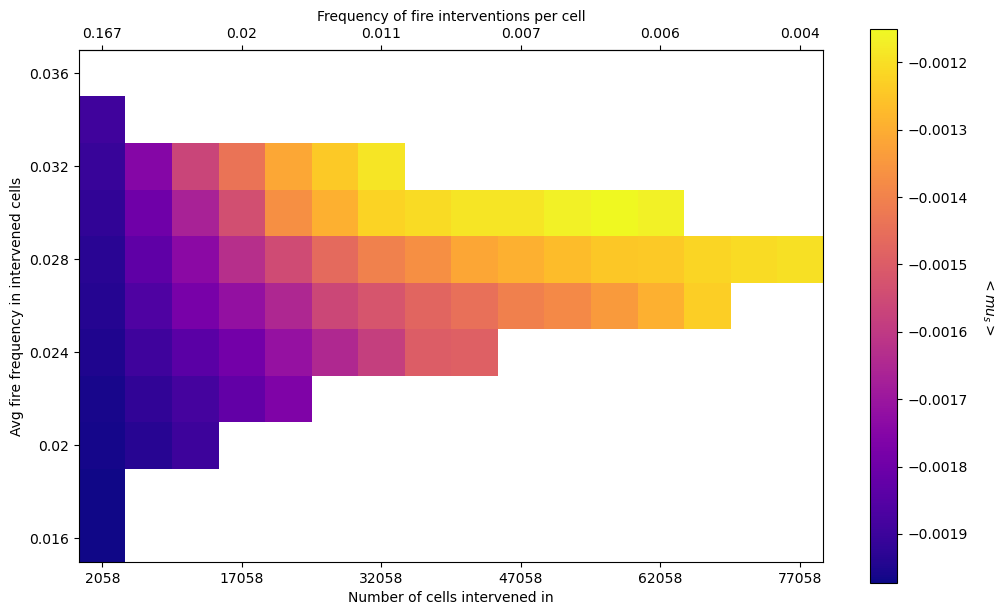 Frequency of fire interventions per cell
0.167 0.02 0.011 0.007 0.006 0.004
Avg fire frequency in intervened cells
0.036
0.032
0.028
0.024
0.02
0.016
2058 17058 32058 47058 62058 77058
Number of cells intervened in
−0.0012
−0.0013
−0.0014
−0.0015
−0.0016
−0.0017
−0.0018
−0.0019
< mu_s >